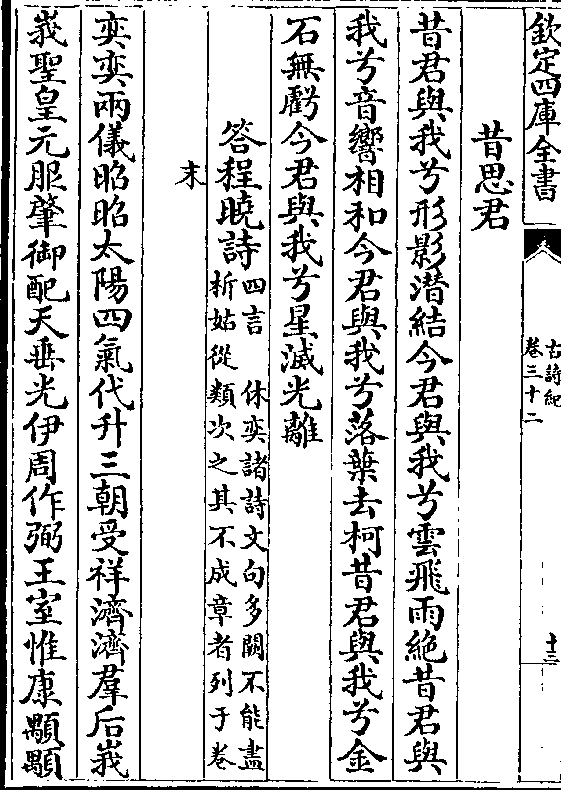 欽定四庫全書
古詩紀
卷三十二
十三
昔思君
昔君與我兮形影潛結今君與我兮雲飛雨絶昔君與
我兮音響相和今君與我兮落葉去柯昔君與我兮金
石無虧今君與我兮星滅光離
答程曉詩
四言　休奕諸詩文句多闕不能盡
析姑從類次之其不成章者列于卷
末
奕奕兩儀昭昭太陽四氣代升三朝受祥濟濟羣后峩
峩聖皇元服肇御配天垂光伊周作弼王室惟康顒顒